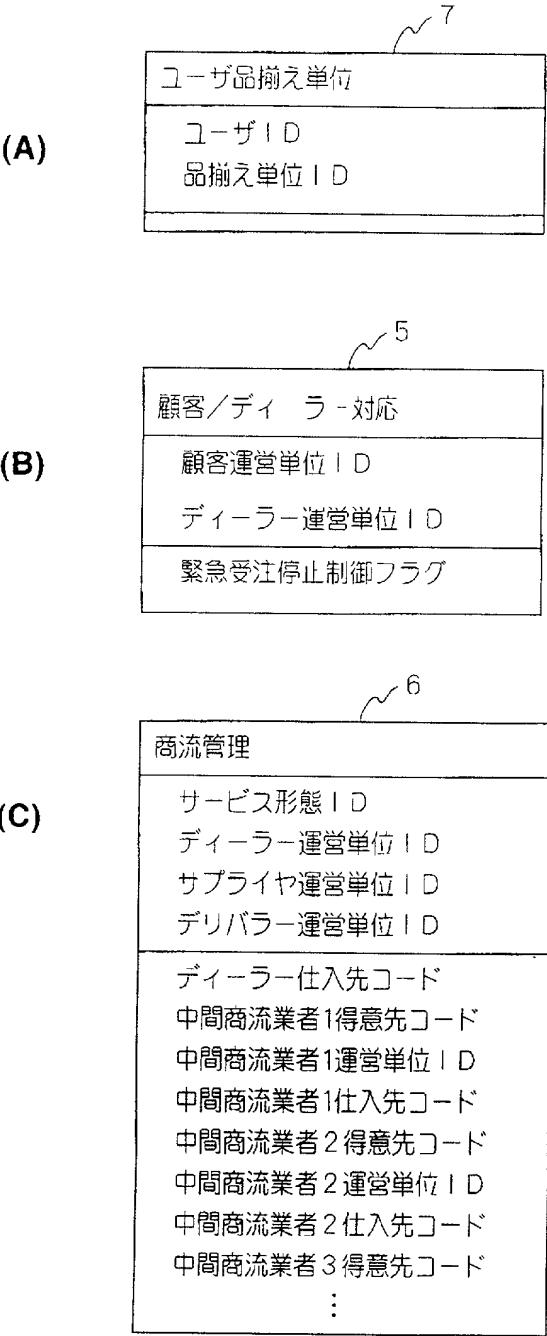 7
ユーザ品揃え単位
(A)
ユーザID
品揃え単位ID
5
顧客/ディ ラー対応
(B)
顧客運営単位ID
ディーラー運営単位ID
緊急受注停止制御フラグ
6
商流管理
(C)
サービス形態ID
ディーラー運営単位ID
サプライヤ運営単位ID
デリバラー運営単位ID
ディーラー仕入先コード
中間商流業者1得意先コード
中間商流業者1運営単位ID
中間商流業者1仕入先コード
中間商流業者2得意先コード
中間商流業者2運営単位ID
中間商流業者2仕入先コード
中間商流業者3得意先コード
⋮